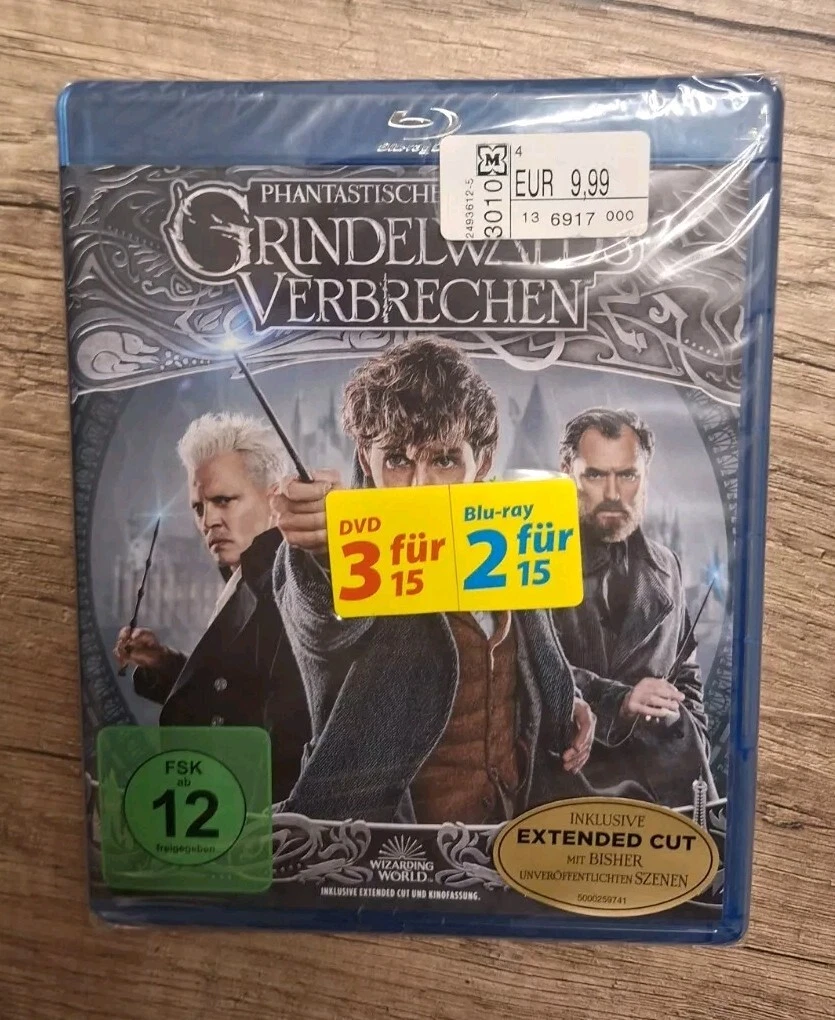 Blu-ray
M
4
EUR 9,99
2493612-5
3010
13 6917 000
PHANTASTISCHE
GRINDELWALDS
VERBRECHEN
DVD
3 für
15
Blu-ray
2 für
15
FSK
ab
12
freigegeben
WIZARDING
WORLD
INKLUSIVE EXTENDED CUT UND KINOFASSUNG.
INKLUSIVE
EXTENDED CUT
MIT BISHER
UNVERÖFFENTLICHTEN SZENEN
5000259741